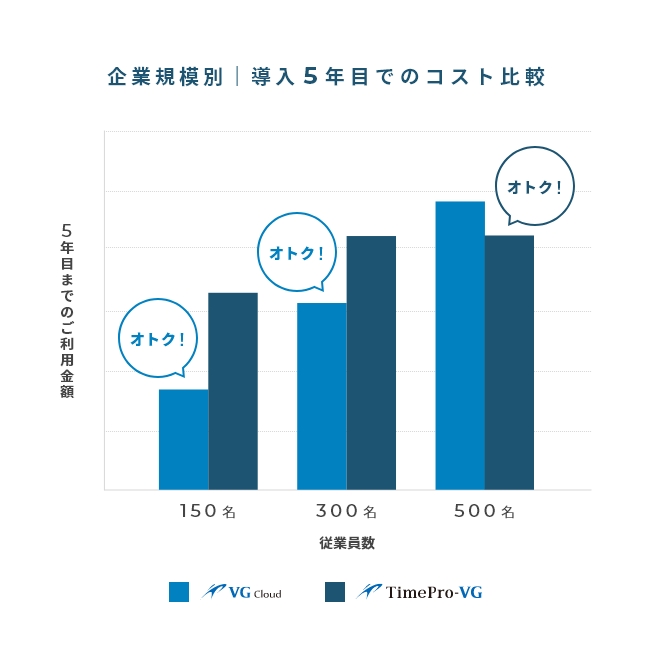 企業規模別｜導入5年目でのコスト比較
5年目までのご利用金額
オトク！
オトク！
オトク！
150名
300名
500名
従業員数
VG Cloud
TimePro-VG